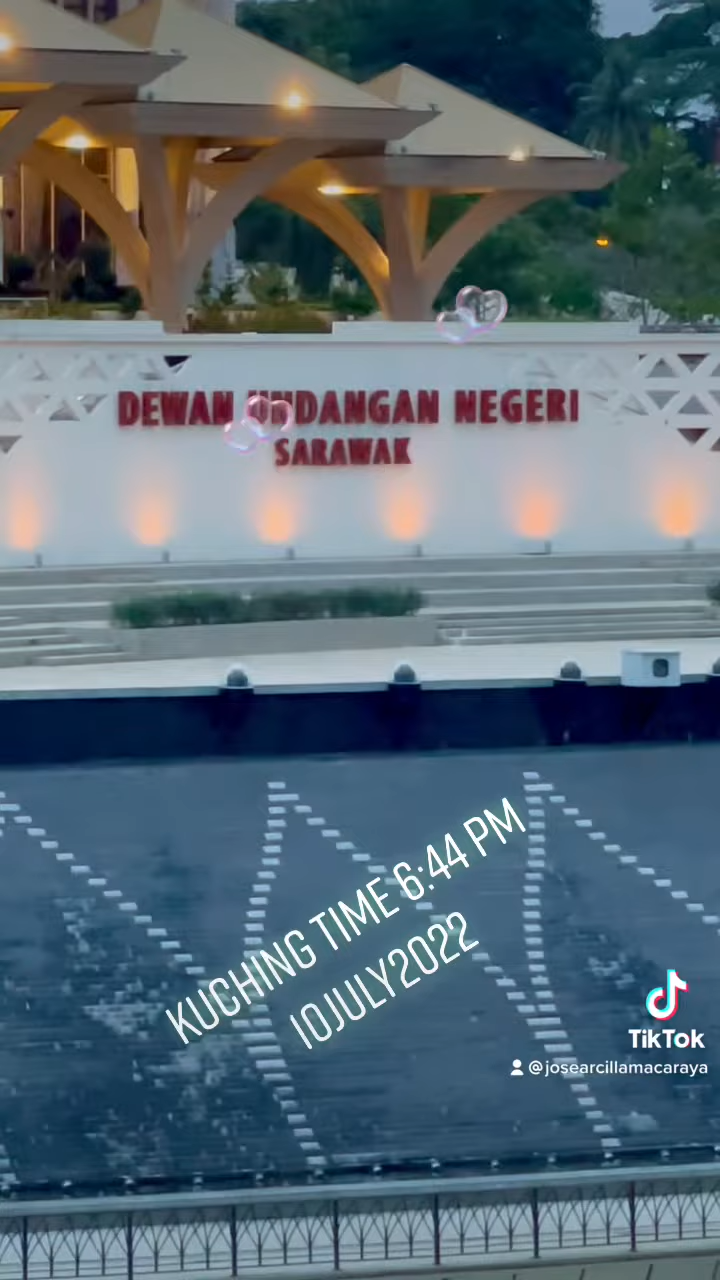 DEWAN UNDANGAN NEGERI
SARAWAK
KUCHING TIME 6:44 PM
10JULY2022
TikTok
@josearcillamacaraya